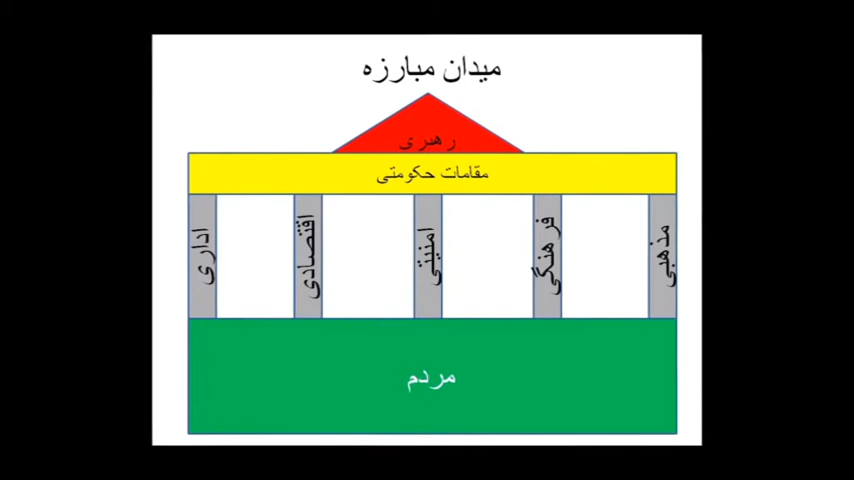 میدان مبارزه
رهبری
مقامات حکومتی
مذهبی
فرهنگی
امنیتی
اقتصادی
اداری
مردم